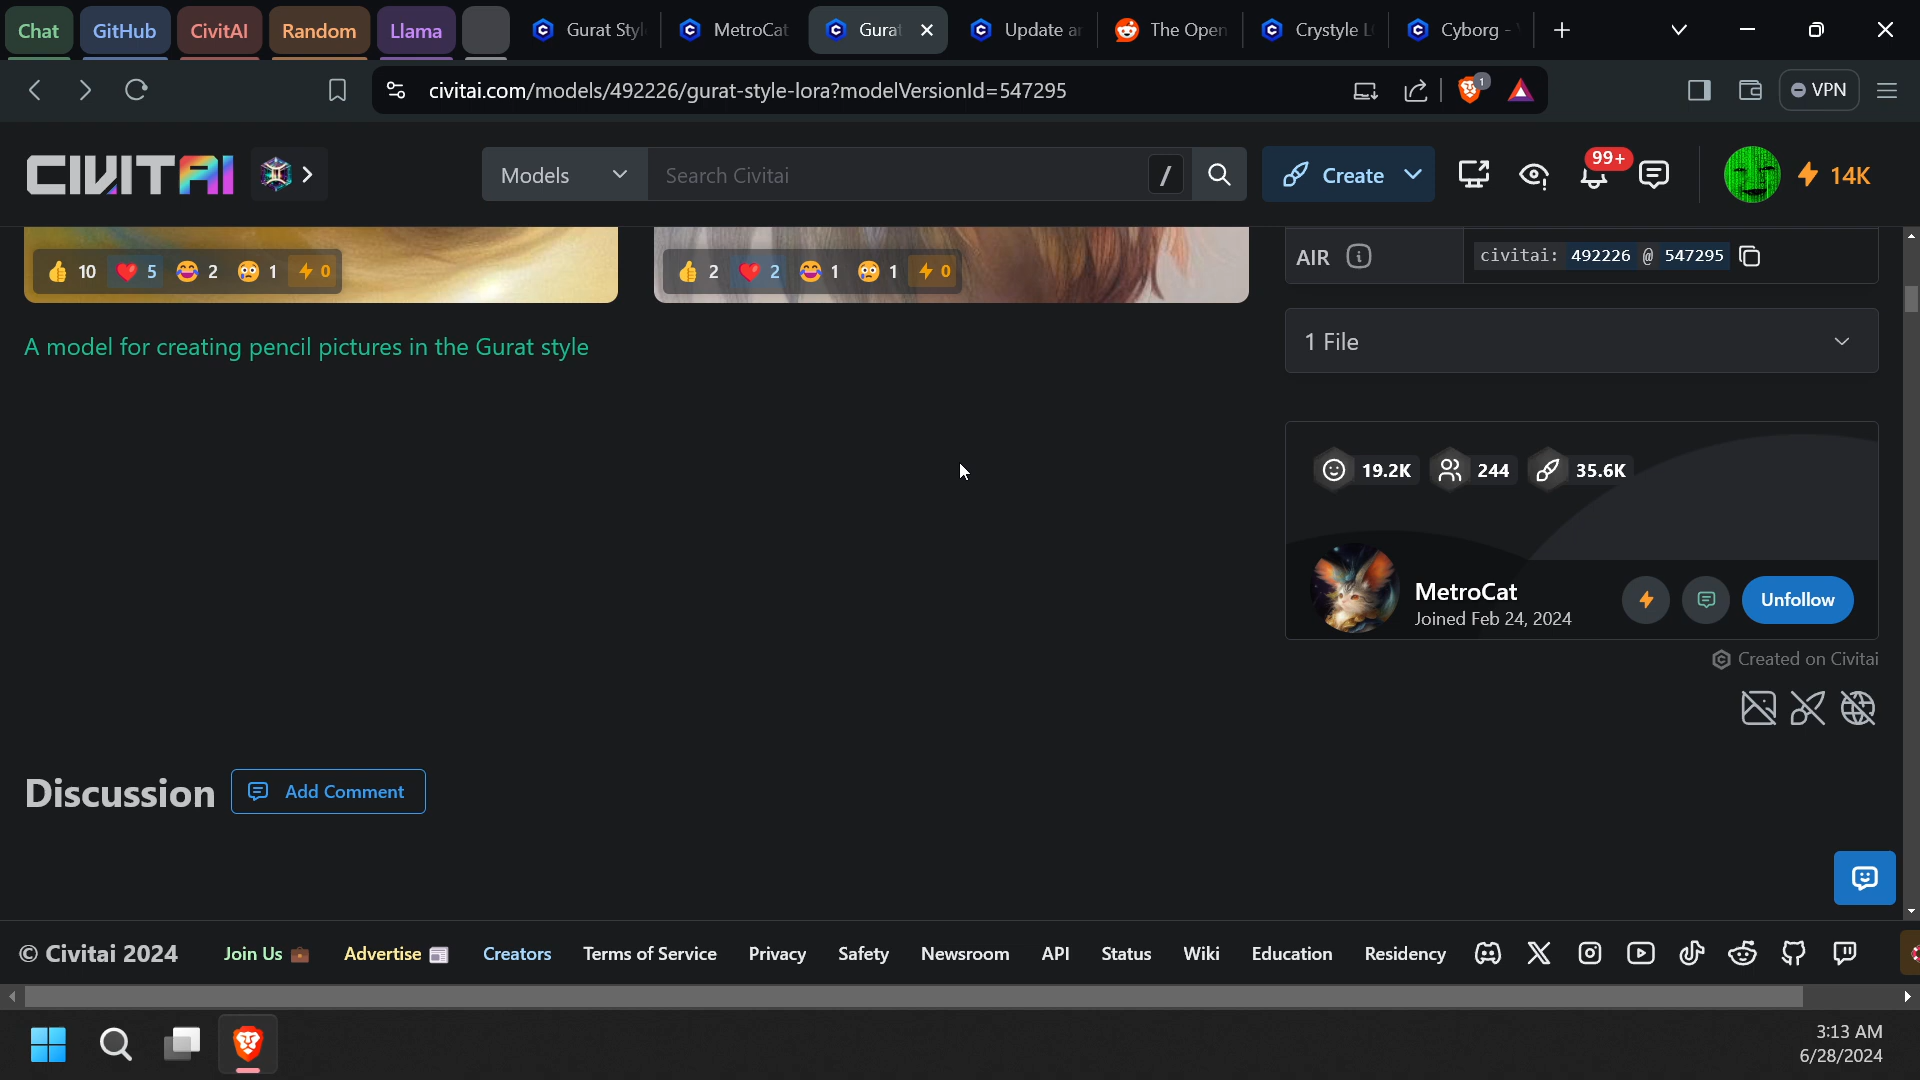 Chat GitHub CivitAI Random Llama Gurat Styl MetroCat Gurat Update ar The Open Crystyle L Cyborg -
civitai.com/models/492226/gurat-style-lora?modelVersionId=547295 1 VPN
CIVITAI Models Search Civitai / Create 99+ 14K
10 5 2 1 0 2 2 1 1 0 AIR civitai: 492226 @ 547295
A model for creating pencil pictures in the Gurat style
1 File
19.2K 244 35.6K
MetroCat
Joined Feb 24, 2024
Unfollow
Created on Civitai
Discussion Add Comment
© Civitai 2024 Join Us Advertise Creators Terms of Service Privacy Safety Newsroom API Status Wiki Education Residency
3:13 AM
6/28/2024